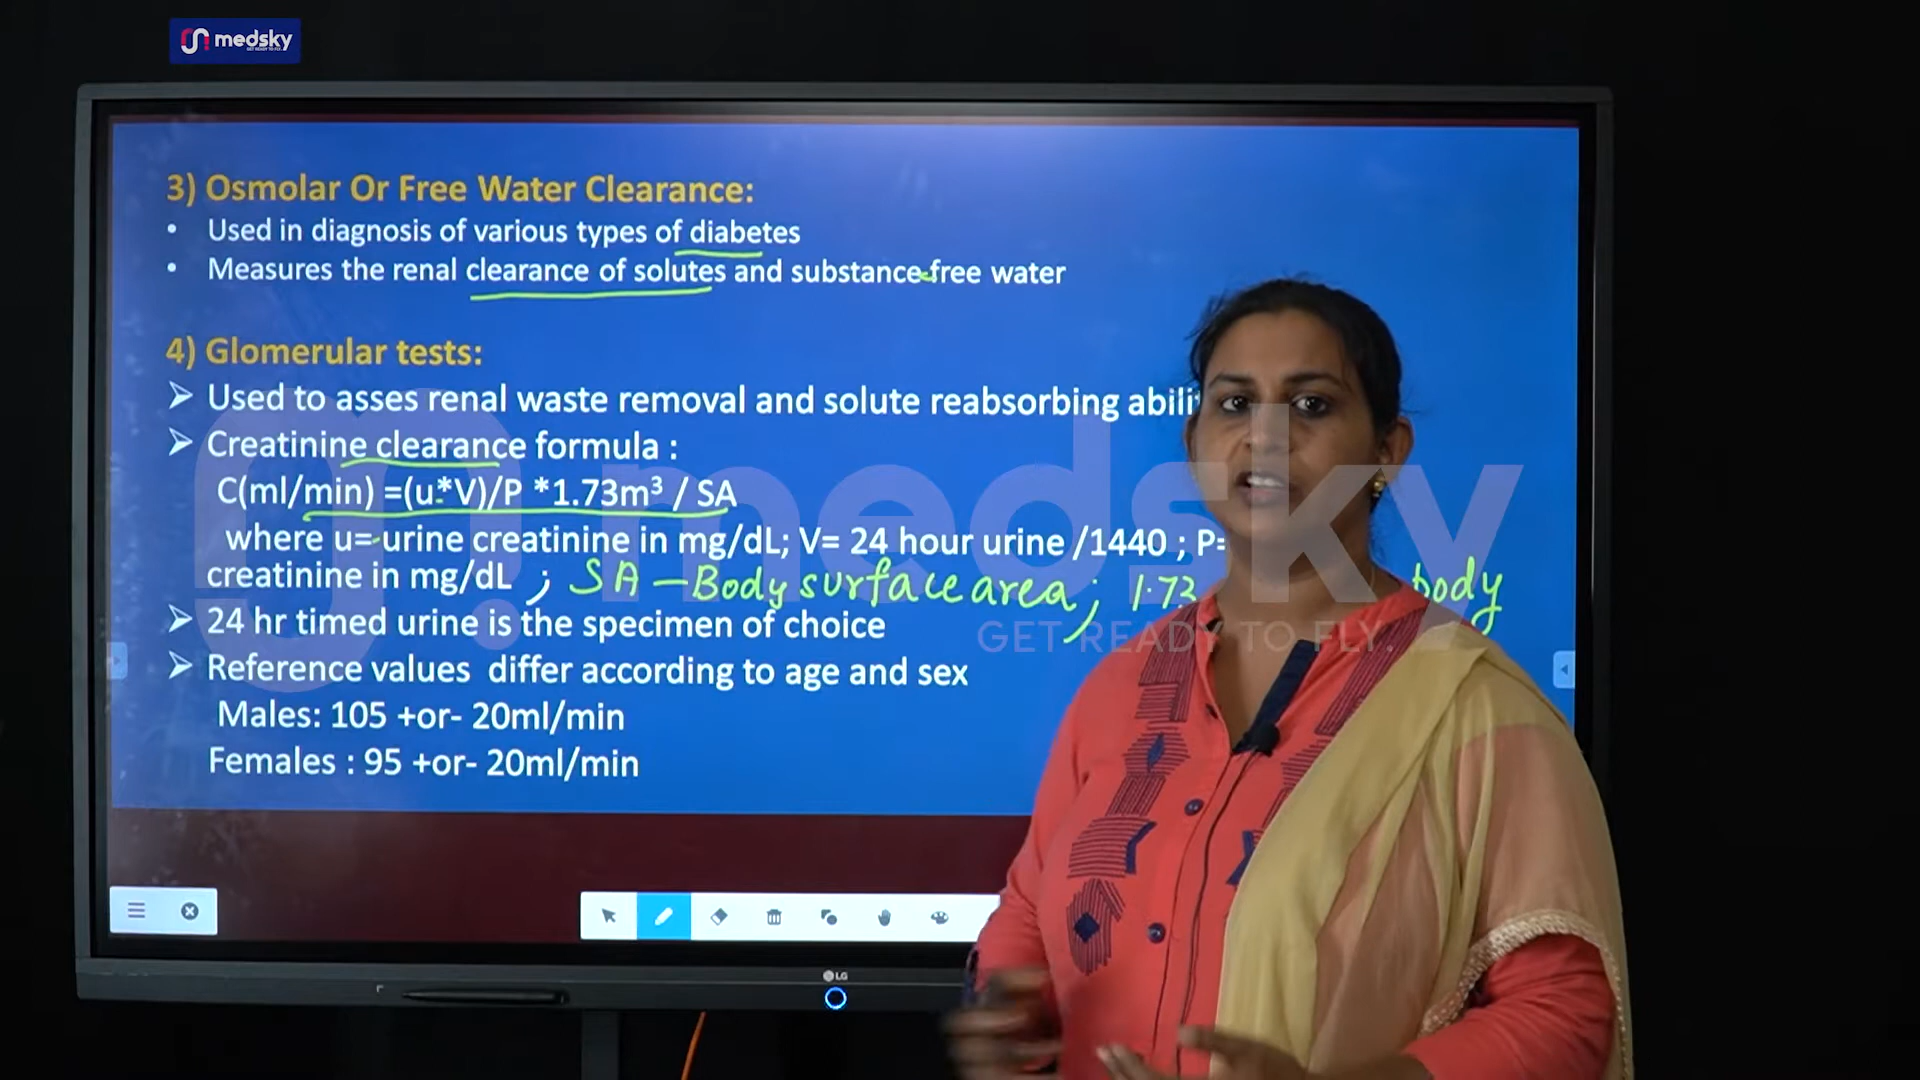 medsky
GET READY TO FLY.
3) Osmolar Or Free Water Clearance:
• Used in diagnosis of various types of diabetes
• Measures the renal clearance of solutes and substance-free water
4) Glomerular tests:
➢ Used to asses renal waste removal and solute reabsorbing abili
➢ Creatinine clearance formula :
C(ml/min) =(u*V)/P *1.73m³ / SA
where u= urine creatinine in mg/dL; V= 24 hour urine /1440 ; P=
creatinine in mg/dL ; SA – Body surface area ; 1.73 body
➢ 24 hr timed urine is the specimen of choice
➢ Reference values differ according to age and sex
Males: 105 +or- 20ml/min
Females : 95 +or- 20ml/min
medsky
GET READY TO FLY.
LG